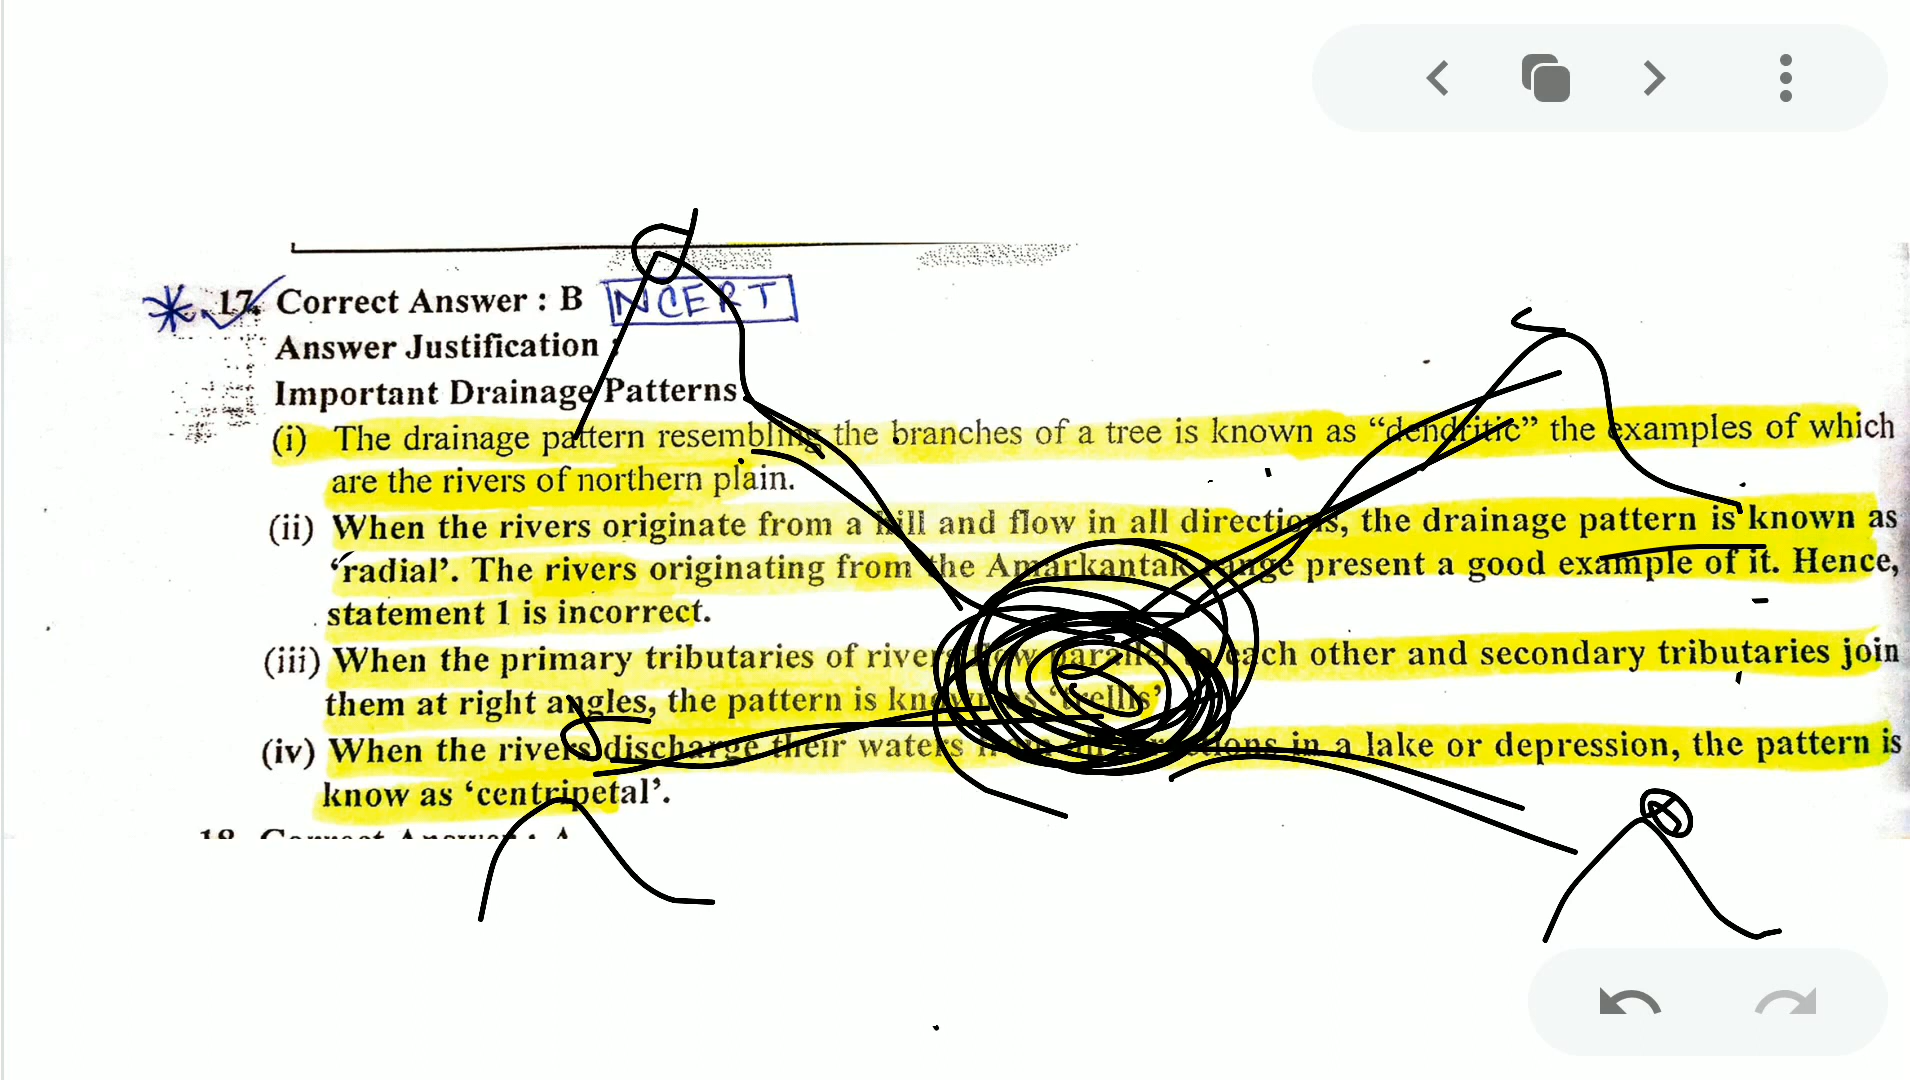 17. Correct Answer : B NCERT
Answer Justification :
Important Drainage Patterns
(i) The drainage pattern resembling the branches of a tree is known as “dendritic” the examples of which
are the rivers of northern plain.
(ii) When the rivers originate from a hill and flow in all directions, the drainage pattern is known as
‘radial’. The rivers originating from the Amarkantak range present a good example of it. Hence,
statement 1 is incorrect.
(iii) When the primary tributaries of rivers flow parallel to each other and secondary tributaries join
them at right angles, the pattern is known as ‘trellis’
(iv) When the rivers discharge their waters from all directions in a lake or depression, the pattern is
know as ‘centripetal’.
18. Correct Answer : A